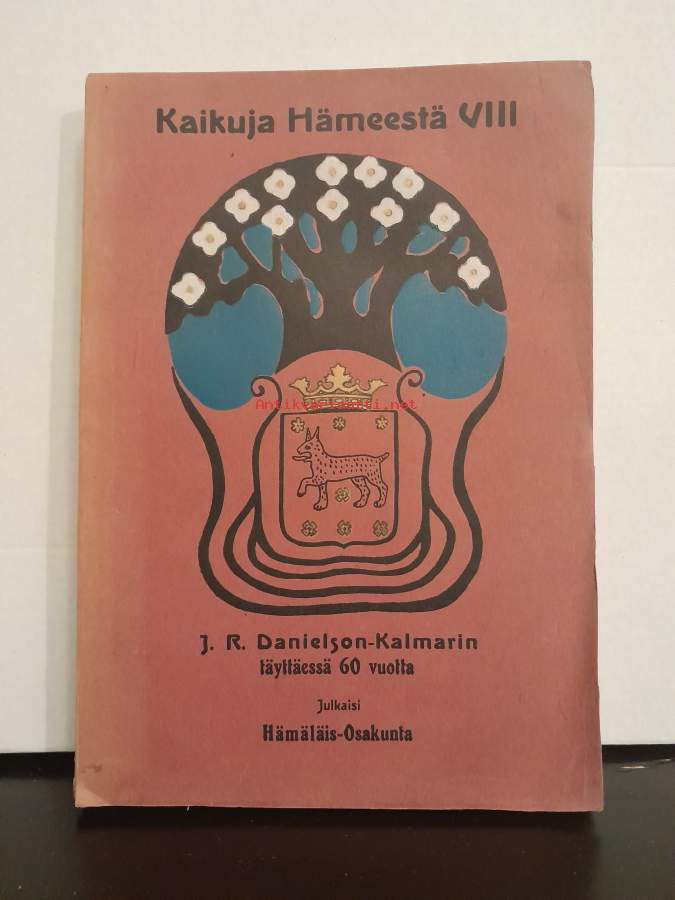 Kaikuja Hämeestä VIII
Antikvariaatti.net
J. R. Danielson-Kalmarin
täyttäessä 60 vuotta
Julkaisi
Hämäläis-Osakunta